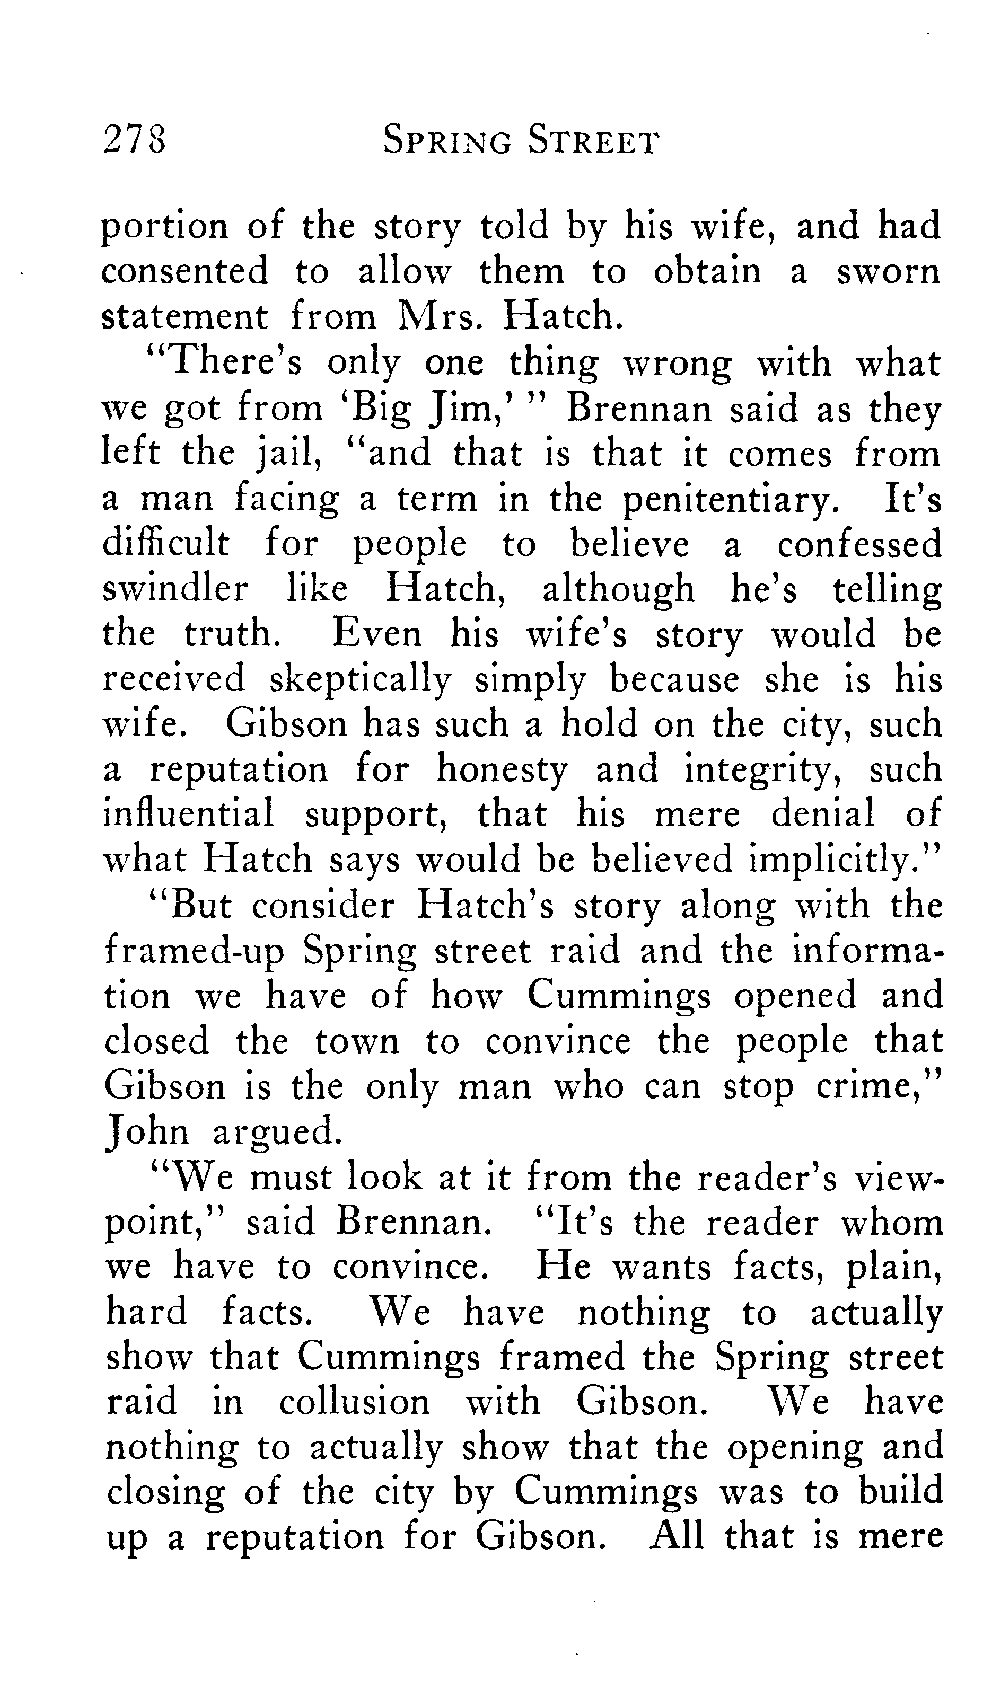 278 SPRING STREET
portion of the story told by his wife, and had
consented to allow them to obtain a sworn
statement from Mrs. Hatch.
“There’s only one thing wrong with what
we got from ‘Big Jim,’ ” Brennan said as they
left the jail, “and that is that it comes from
a man facing a term in the penitentiary. It’s
difficult for people to believe a confessed
swindler like Hatch, although he’s telling
the truth. Even his wife’s story would be
received skeptically simply because she is his
wife. Gibson has such a hold on the city, such
a reputation for honesty and integrity, such
influential support, that his mere denial of
what Hatch says would be believed implicitly.”
“But consider Hatch’s story along with the
framed-up Spring street raid and the informa-
tion we have of how Cummings opened and
closed the town to convince the people that
Gibson is the only man who can stop crime,”
John argued.
“We must look at it from the reader’s view-
point,” said Brennan. “It’s the reader whom
we have to convince. He wants facts, plain,
hard facts. We have nothing to actually
show that Cummings framed the Spring street
raid in collusion with Gibson. We have
nothing to actually show that the opening and
closing of the city by Cummings was to build
up a reputation for Gibson. All that is mere